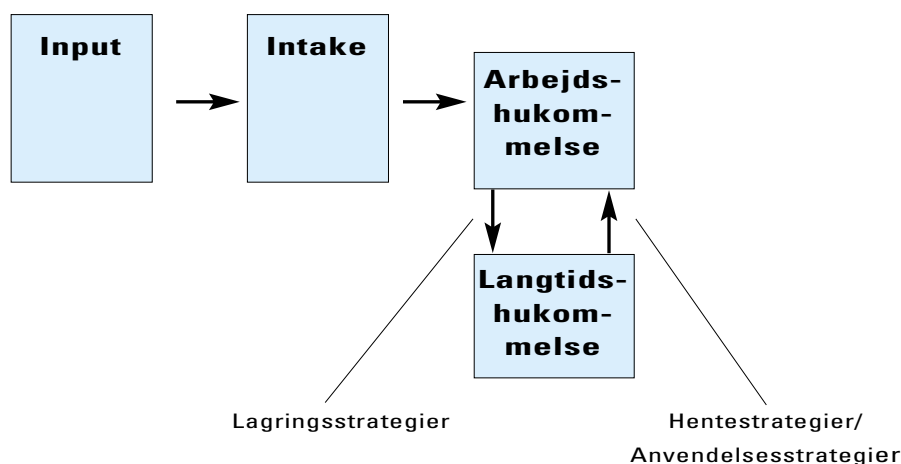 Input
Intake
Arbejds-
hukom-
melse
Langtids-
hukom-
melse
Lagringsstrategier
Hentestrategier/
Anvendelsesstrategier